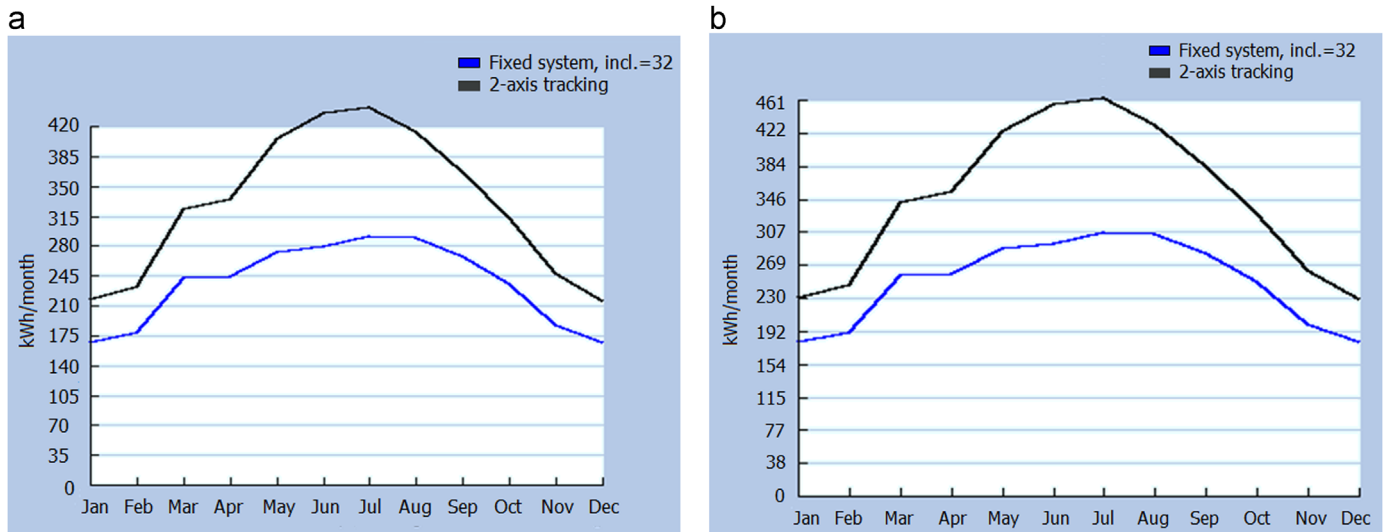 a
Fixed system, incl.=32
2-axis tracking
420
385
350
315
280
245
210
175
140
105
70
35
0
kWh/month
Jan Feb Mar Apr May Jun Jul Aug Sep Oct Nov Dec
b
Fixed system, incl.=32
2-axis tracking
461
422
384
346
307
269
230
192
154
115
77
38
0
kWh/month
Jan Feb Mar Apr May Jun Jul Aug Sep Oct Nov Dec